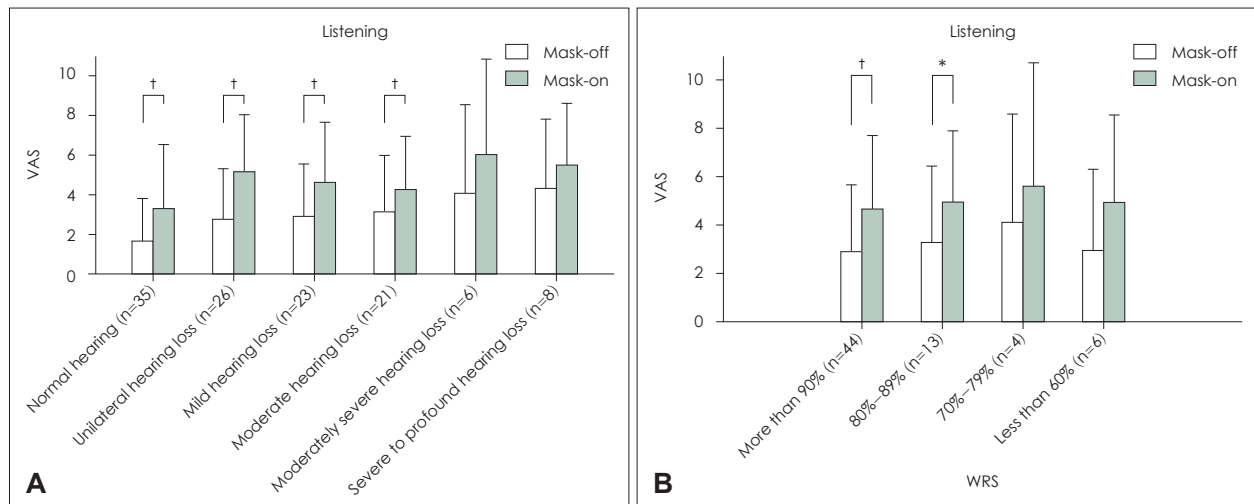 Listening
Mask-off
Mask-on
10
8
6
4
2
0
VAS
†
†
†
†
Normal hearing (n=35)
Unilateral hearing loss (n=26)
Mild hearing loss (n=23)
Moderate hearing loss (n=21)
Moderately severe hearing loss (n=6)
Severe to profound hearing loss (n=8)
A
Listening
Mask-off
Mask-on
10
8
6
4
2
0
VAS
†
*
More than 90% (n=44)
80%–89% (n=13)
70%–79% (n=4)
Less than 60% (n=6)
WRS
B